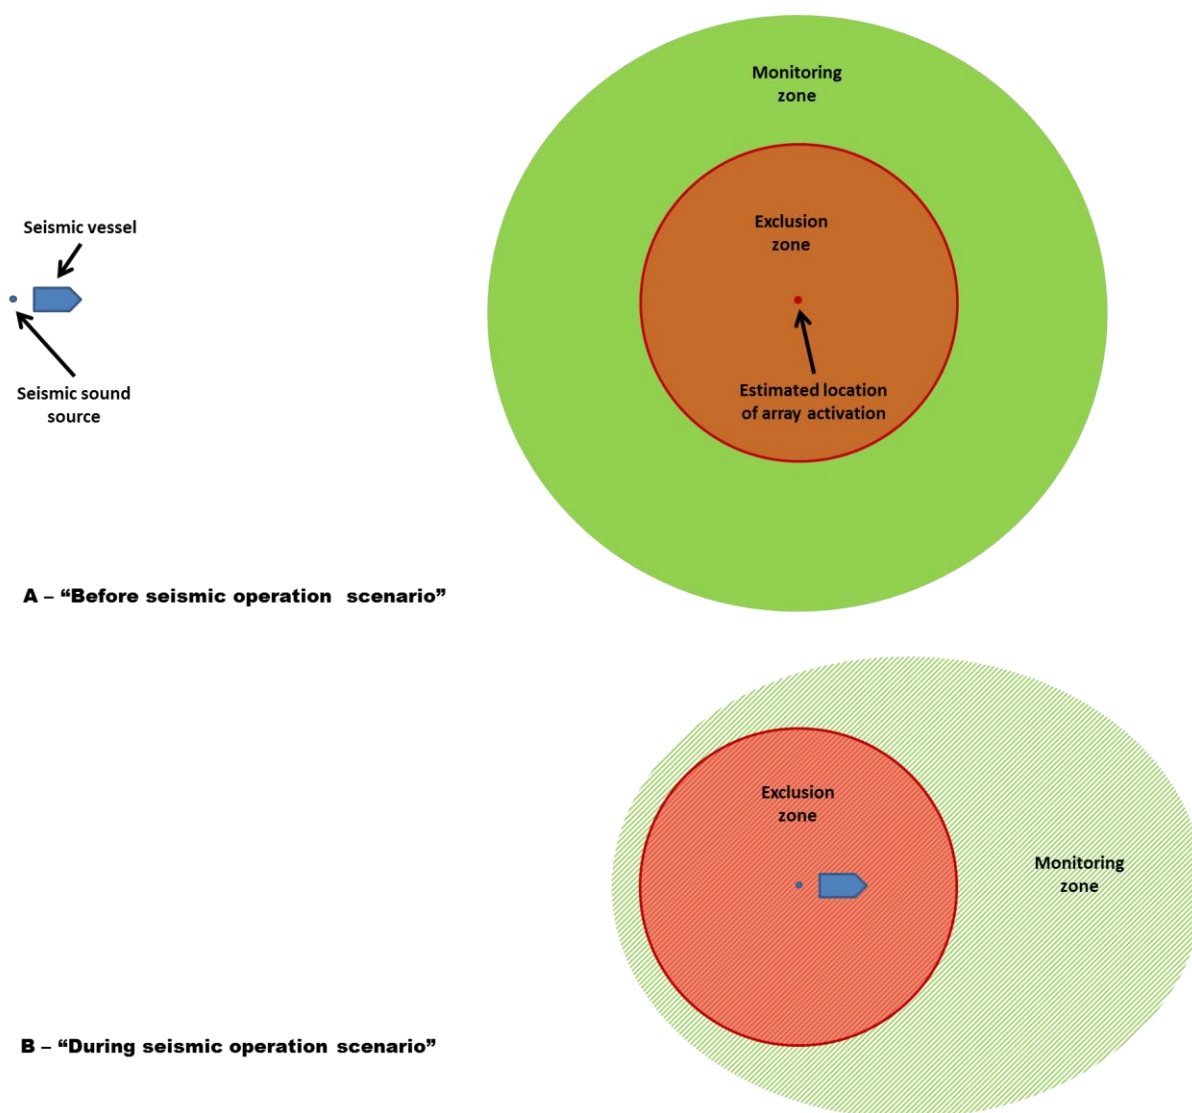 Monitoring
zone
Seismic vessel
Exclusion
zone
Seismic sound
source
Estimated location
of array activation
A – “Before seismic operation  scenario”
Exclusion
zone
Monitoring
zone
B – “During seismic operation scenario”